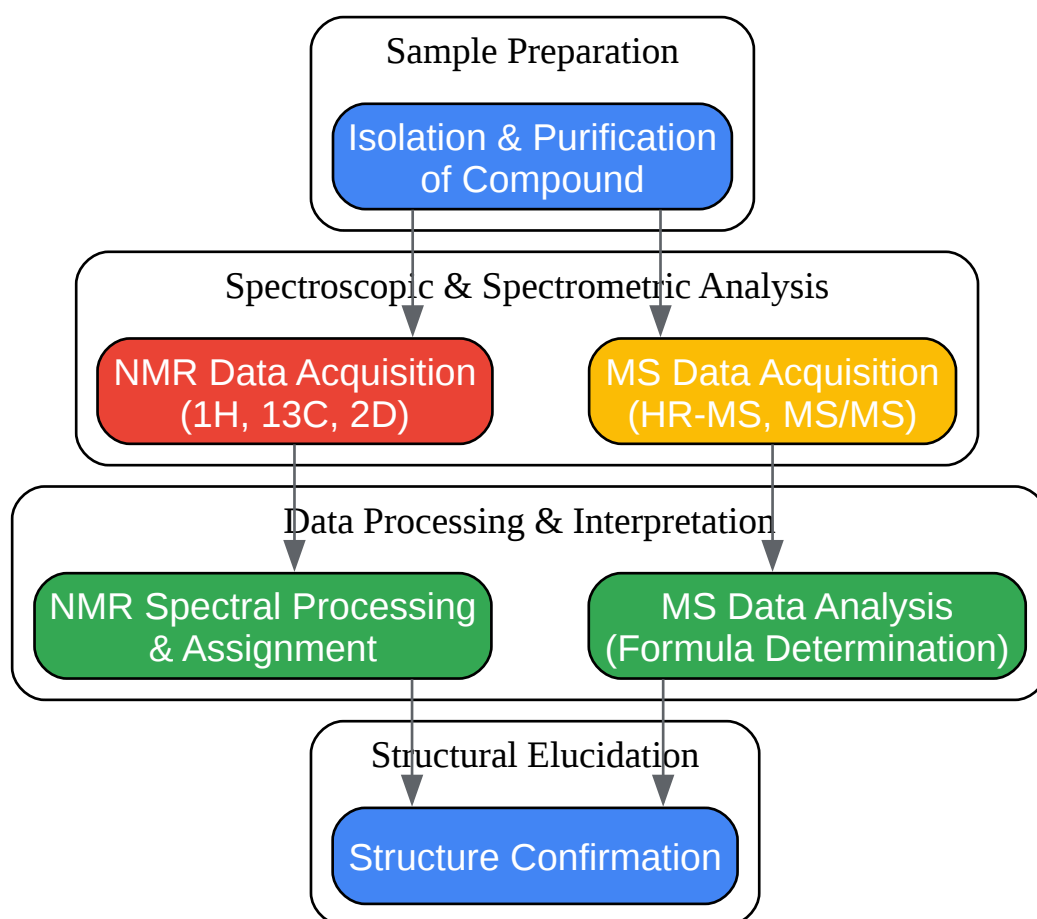 Sample Preparation
Isolation & Purification
of Compound
Spectroscopic & Spectrometric Analysis
NMR Data Acquisition
(1H, 13C, 2D)
MS Data Acquisition
(HR-MS, MS/MS)
Data Processing & Interpretation
NMR Spectral Processing
& Assignment
MS Data Analysis
(Formula Determination)
Structural Elucidation
Structure Confirmation